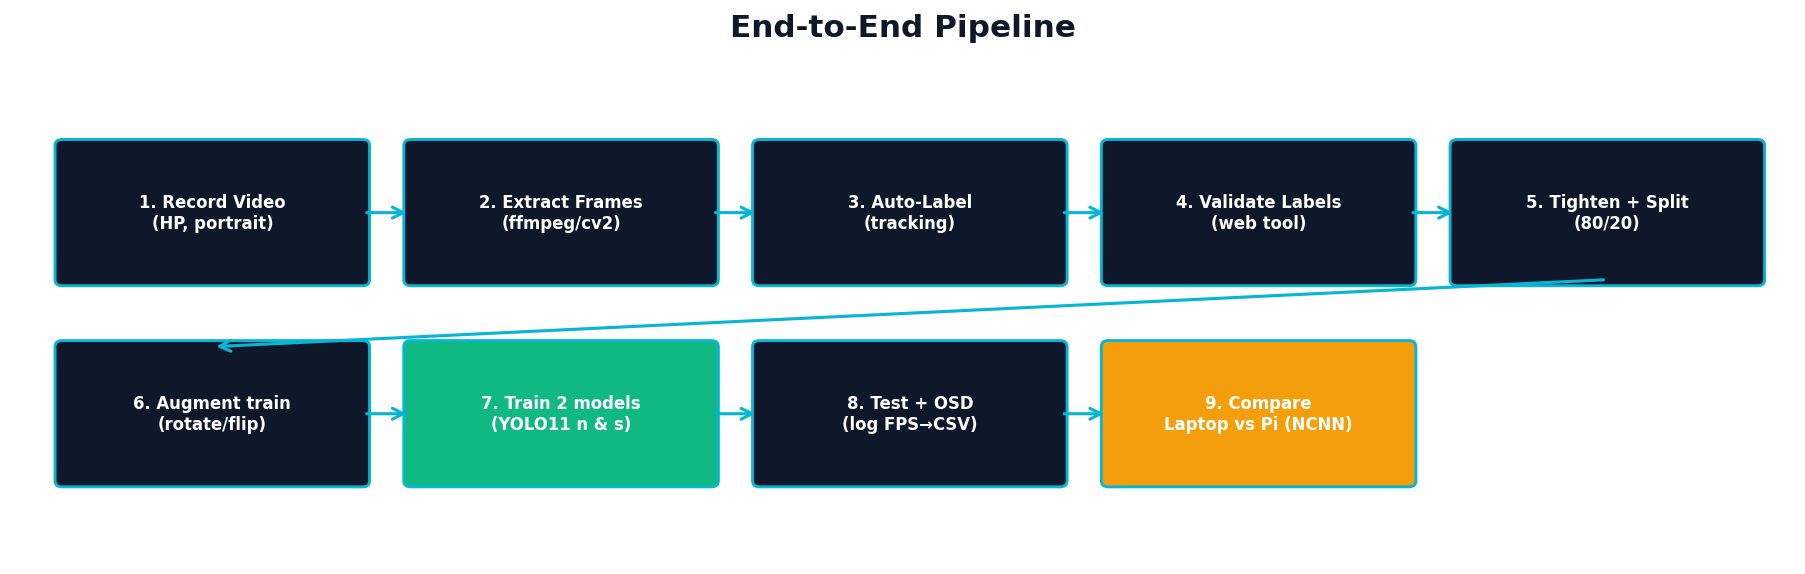 End-to-End Pipeline
1. Record Video
(HP, portrait)
2. Extract Frames
(ffmpeg/cv2)
3. Auto-Label
(tracking)
4. Validate Labels
(web tool)
5. Tighten + Split
(80/20)
6. Augment train
(rotate/flip)
7. Train 2 models
(YOLO11 n & s)
8. Test + OSD
(log FPS→CSV)
9. Compare
Laptop vs Pi (NCNN)